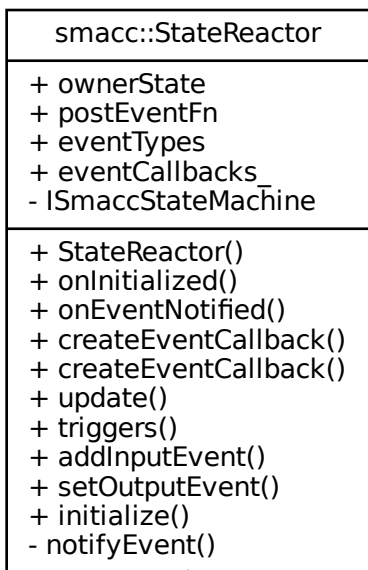 smacc::StateReactor
+ ownerState
+ postEventFn
+ eventTypes
+ eventCallbacks_
- ISmaccStateMachine
+ StateReactor()
+ onInitialized()
+ onEventNotified()
+ createEventCallback()
+ createEventCallback()
+ update()
+ triggers()
+ addInputEvent()
+ setOutputEvent()
+ initialize()
- notifyEvent()